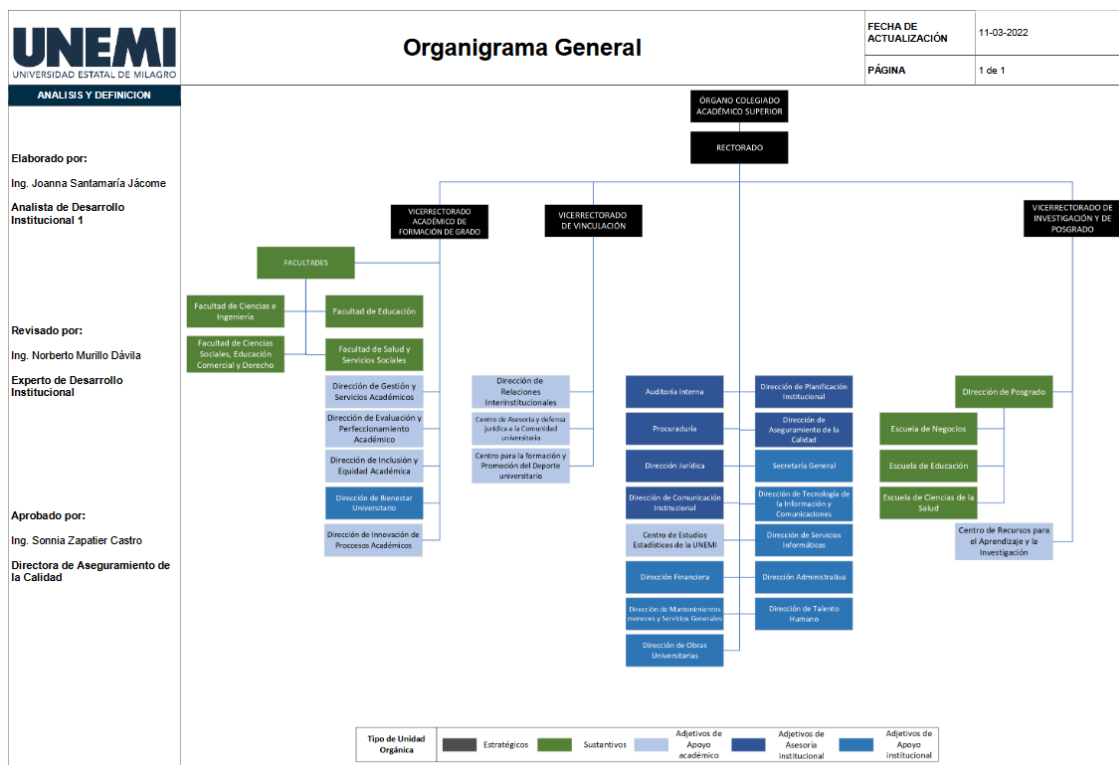 UNEMI
UNIVERSIDAD ESTATAL DE MILAGRO
Organigrama General
FECHA DE
ACTUALIZACIÓN
11-03-2022
PÁGINA
1 de 1
ANALISIS Y DEFINICION
Elaborado por:
Ing. Joanna Santamaría Jácome
Analista de Desarrollo
Institucional 1
Revisado por:
Ing. Norberto Murillo Dávila
Experto de Desarrollo
Institucional
Aprobado por:
Ing. Sonnia Zapatier Castro
Directora de Aseguramiento de
la Calidad
ÓRGANO COLEGIADO
ACADÉMICO SUPERIOR
RECTORADO
VICERRECTORADO
ACADÉMICO DE
FORMACIÓN DE GRADO
VICERRECTORADO
DE VINCULACIÓN
VICERRECTORADO DE
INVESTIGACIÓN Y DE
POSGRADO
FACULTADES
Facultad de Ciencias e
Ingeniería
Facultad de Educación
Facultad de Ciencias
Sociales, Educación
Comercial y Derecho
Facultad de Salud y
Servicios Sociales
Dirección de Gestión y
Servicios Académicos
Dirección de Evaluación y
Perfeccionamiento
Académico
Dirección de Inclusión y
Equidad Académica
Dirección de Bienestar
Universitario
Dirección de Innovación de
Proccesos Académicos
Dirección de
Relaciones
Interinstitucionales
Centro de Asesoría y defensa
jurídica a la Comunidad
universitaria
Centro para la formación y
Promoción del Deporte
universitario
Auditoría Interna
Dirección de Planificación
Institucional
Procuraduría
Dirección de
Aseguramiento de la
Calidad
Dirección Jurídica
Secretaría General
Dirección de Comunicación
Institucional
Dirección de Tecnología de
la Información y
Comunicaciones
Centro de Estudios
Estadísticos de la UNEMI
Dirección de Servicios
Informáticos
Dirección Financiera
Dirección Administrativa
Dirección de Mantenimientos
menores y Servicios Generales
Dirección de Talento
Humano
Dirección de Obras
Universitarias
Dirección de Posgrado
Escuela de Negocios
Escuela de Educación
Escuela de Ciencias de la
Salud
Centro de Recursos para
el Aprendizaje y la
Investigación
Tipo de Unidad
Orgánica
Estratégicos
Sustantivos
Adjetivos de
Apoyo
académico
Adjetivos de
Asesoría
institucional
Adjetivos de
Apoyo
institucional